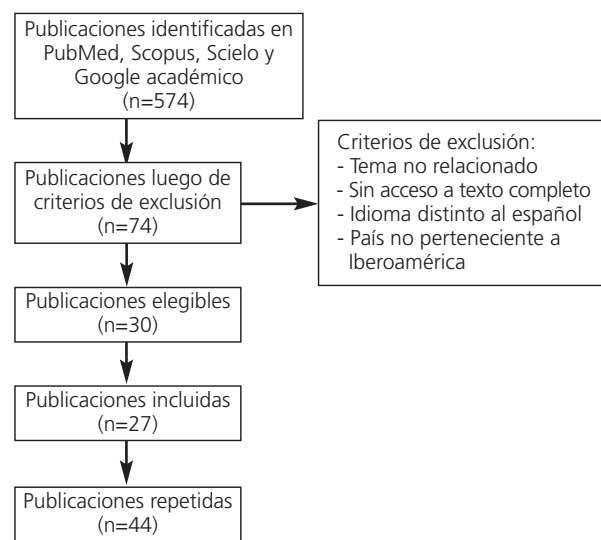 Publicaciones identificadas en
PubMed, Scopus, Scielo y
Google académico
(n=574)
Publicaciones luego de
criterios de exclusión
(n=74)
Criterios de exclusión:
- Tema no relacionado
- Sin acceso a texto completo
- Idioma distinto al español
- País no perteneciente a
Iberoamérica
Publicaciones elegibles
(n=30)
Publicaciones incluidas
(n=27)
Publicaciones repetidas
(n=44)